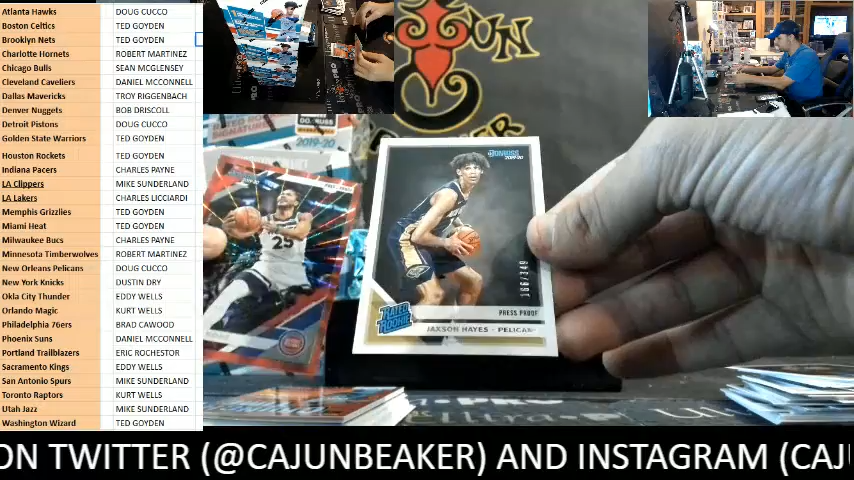 Atlanta Hawks DOUG CUCCO
Boston Celtics TED GOYDEN
Brooklyn Nets TED GOYDEN
Charlotte Hornets ROBERT MARTINEZ
Chicago Bulls SEAN MCGLENSEY
Cleveland Caveliers DANIEL MCCONNELL
Dallas Mavericks TROY RIGGENBACH
Denver Nuggets BOB DRISCOLL
Detroit Pistons DOUG CUCCO
Golden State Warriors TED GOYDEN
Houston Rockets TED GOYDEN
Indiana Pacers CHARLES PAYNE
LA Clippers MIKE SUNDERLAND
LA Lakers CHARLES LICCIARDI
Memphis Grizzlies TED GOYDEN
Miami Heat TED GOYDEN
Milwaukee Bucs CHARLES PAYNE
Minnesota Timberwolves ROBERT MARTINEZ
New Orleans Pelicans DOUG CUCCO
New York Knicks DUSTIN DRY
Okla City Thunder EDDY WELLS
Orlando Magic KURT WELLS
Philadelphia 76ers BRAD CAWOOD
Phoenix Suns DANIEL MCCONNELL
Portland Trailblazers ERIC ROCHESTOR
Sacramento Kings EDDY WELLS
San Antonio Spurs MIKE SUNDERLAND
Toronto Raptors KURT WELLS
Utah Jazz MIKE SUNDERLAND
Washington Wizard TED GOYDEN
2019-20
25
DONRUSS
2019-20
PRESS PROOF
RATED
ROOKIE
JAXSON HAYES - PELICAN
ON TWITTER (@CAJUNBEAKER) AND INSTAGRAM (CAJ